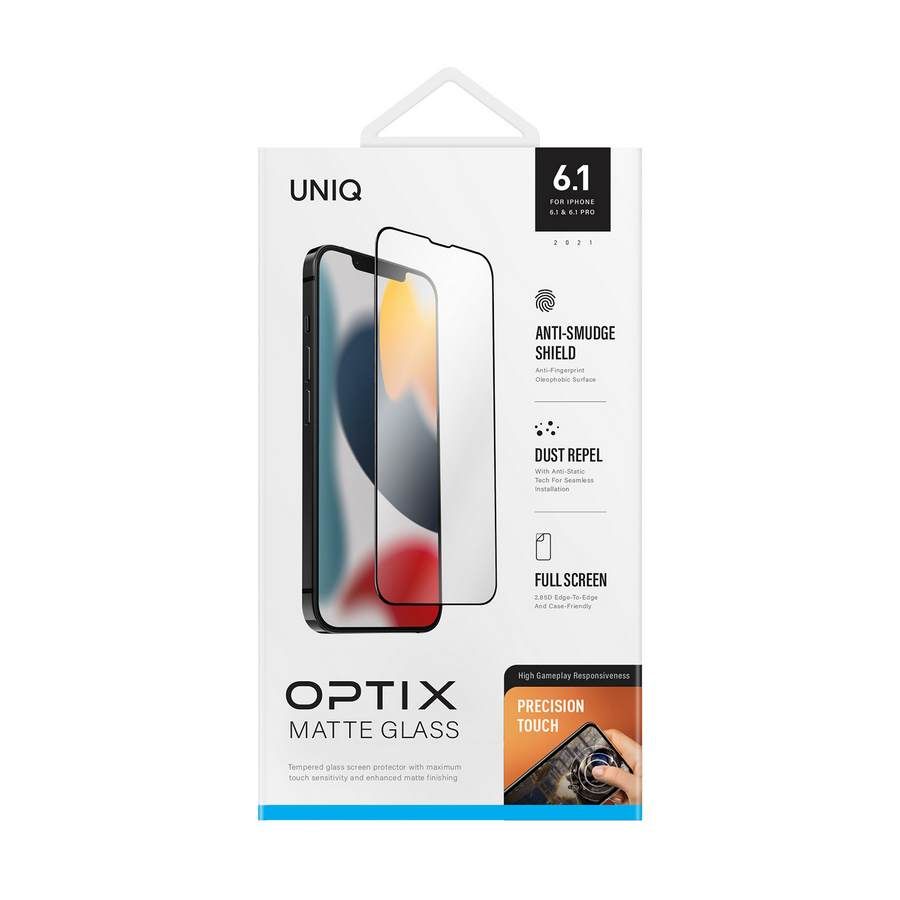 UNIQ
6.1
FOR IPHONE
6.1 & 6.1 PRO
2021
ANTI-SMUDGE
SHIELD
Anti-Fingerprint
Oleophobic Surface
DUST REPEL
With Anti-Static
Tech For Seamless
Installation
FULL SCREEN
2.85D Edge-To-Edge
And Case-Friendly
OPTIX
MATTE GLASS
Tempered glass screen protector with maximum
touch sensitivity and enhanced matte finishing
High Gameplay Responsiveness
PRECISION
TOUCH